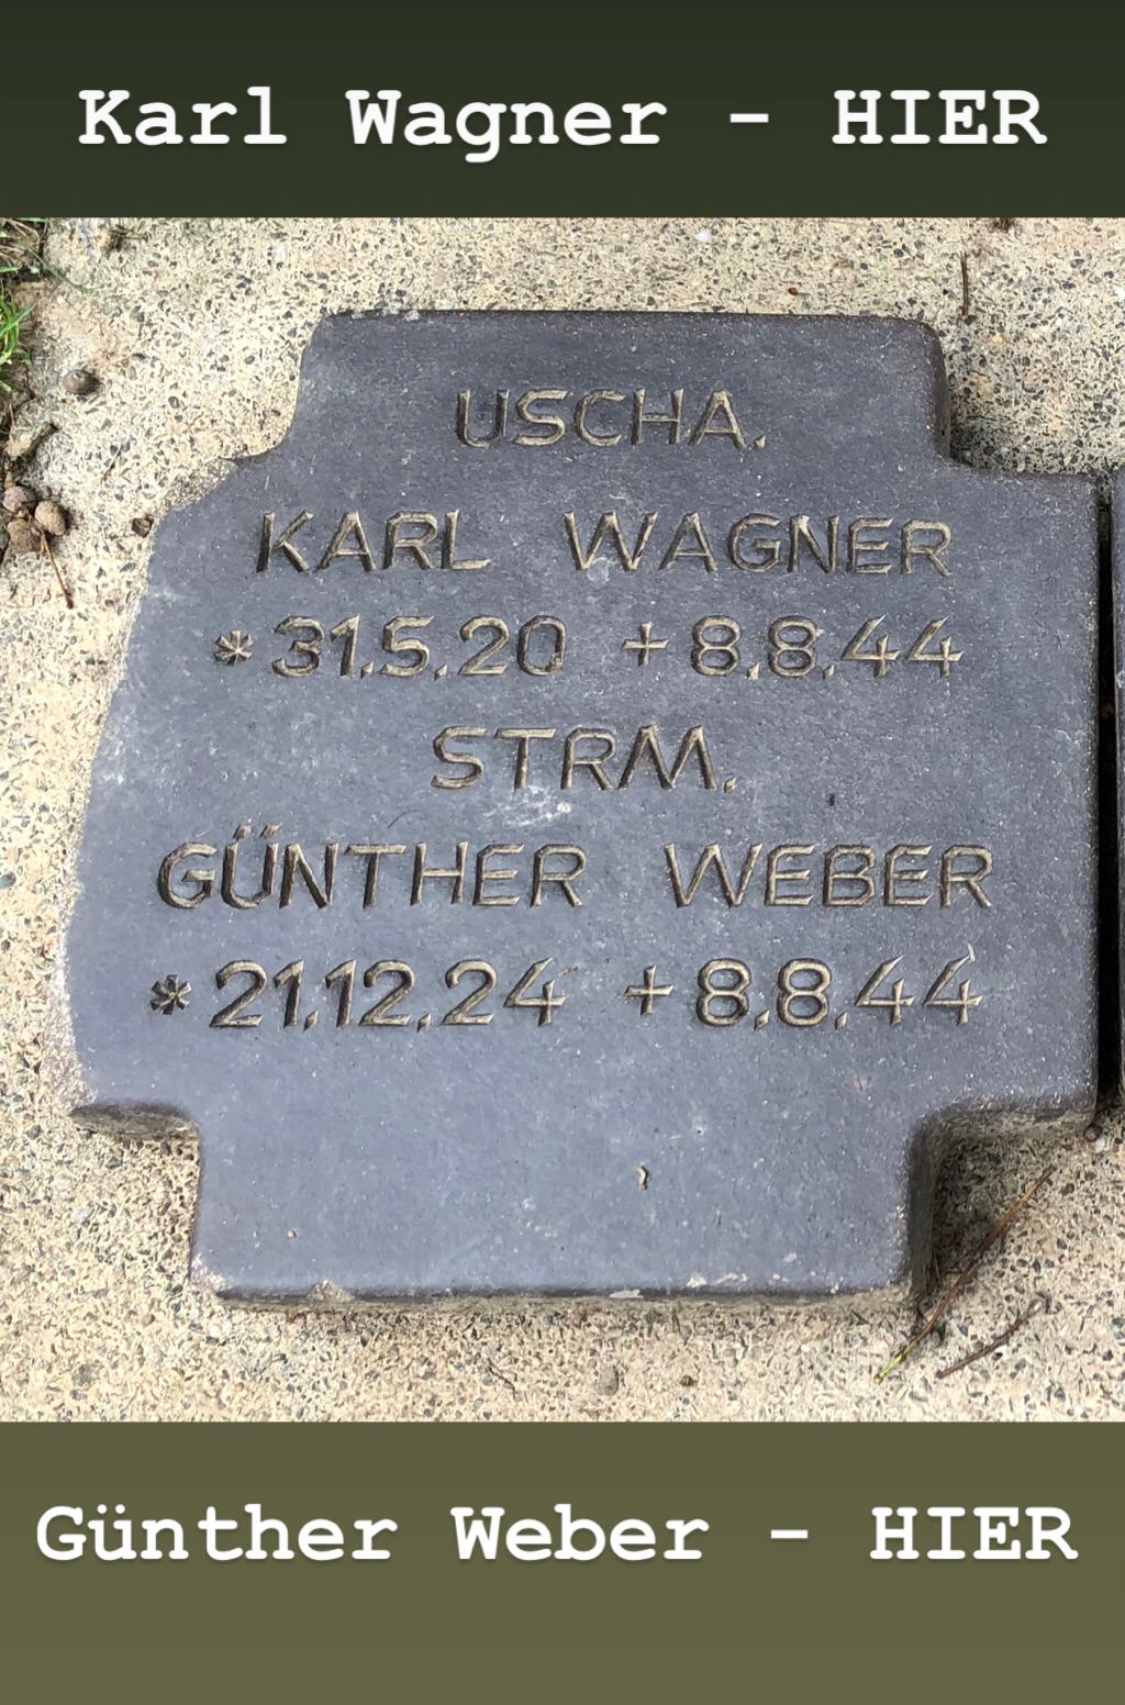 Karl Wagner - HIER
USCHA.
KARL WAGNER
*31.5.20 +8.8.44
STRM.
GÜNTHER WEBER
*21.12.24 +8.8.44
Günther Weber - HIER